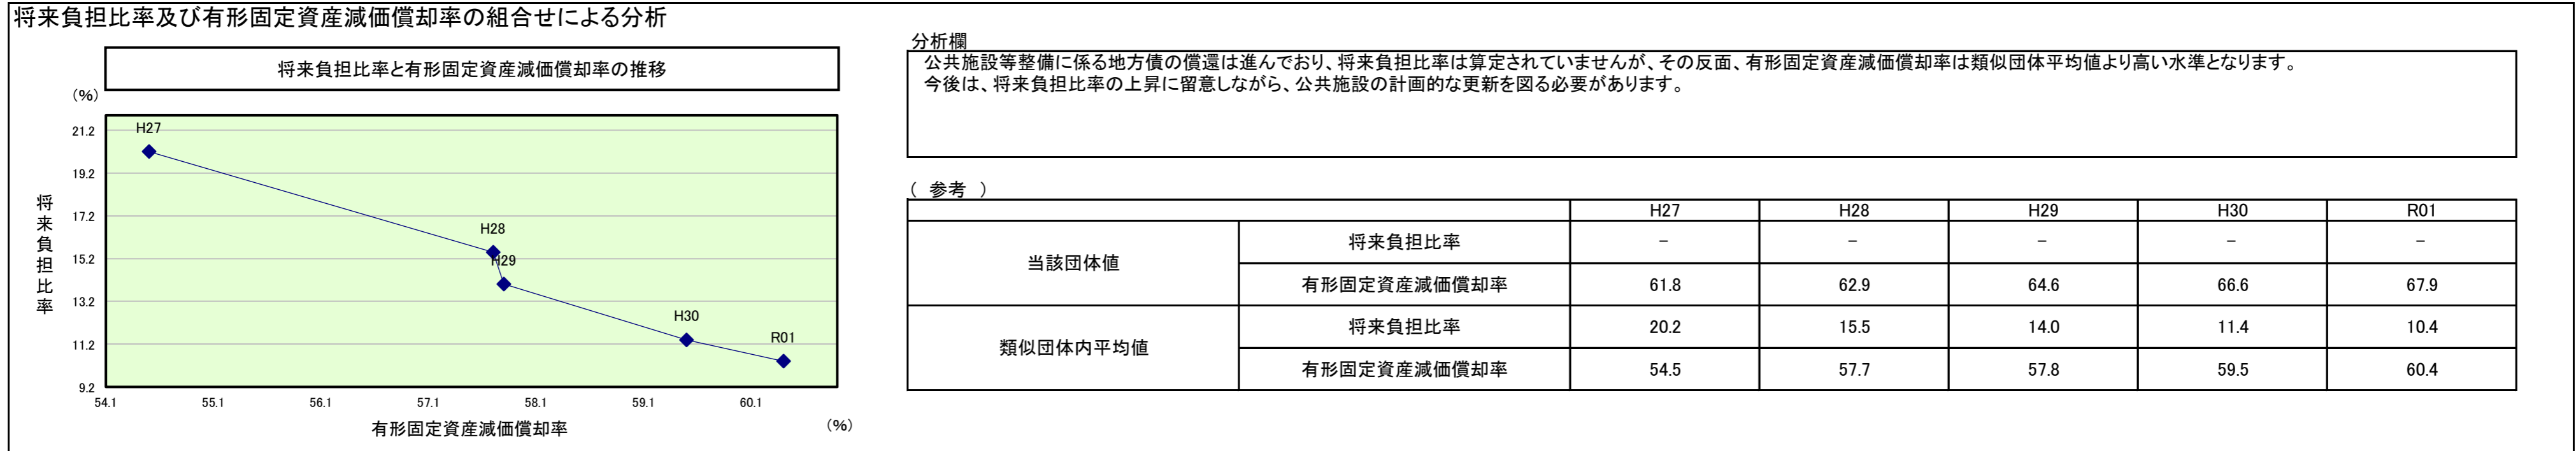 将来負担比率及び有形固定資産減価償却率の組合せによる分析
将来負担比率と有形固定資産減価償却率の推移
(%)
21.2
19.2
17.2
15.2
13.2
11.2
9.2
将来負担比率
H27
H28
H29
H30
R01
54.1 55.1 56.1 57.1 58.1 59.1 60.1
有形固定資産減価償却率
(%)
分析欄
公共施設等整備に係る地方債の償還は進んでおり、将来負担比率は算定されていませんが、その反面、有形固定資産減価償却率は類似団体平均値より高い水準となります。
今後は、将来負担比率の上昇に留意しながら、公共施設の計画的な更新を図る必要があります。
( 参考 )
H27 H28 H29 H30 R01
当該団体値
将来負担比率 － － － － －
有形固定資産減価償却率 61.8 62.9 64.6 66.6 67.9
類似団体内平均値
将来負担比率 20.2 15.5 14.0 11.4 10.4
有形固定資産減価償却率 54.5 57.7 57.8 59.5 60.4